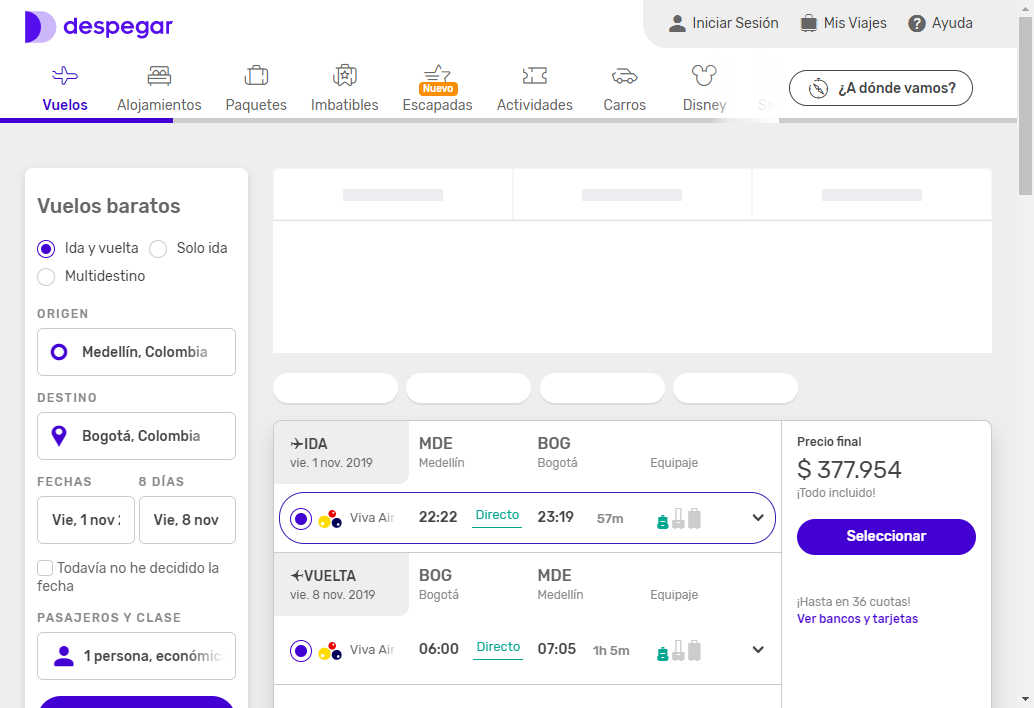 despegar
Iniciar Sesión
Mis Viajes
Ayuda
Vuelos
Alojamientos
Paquetes
Imbatibles
Nuevo
Escapadas
Actividades
Carros
Disney
¿A dónde vamos?
Vuelos baratos
Ida y vuelta
Solo ida
Multidestino
ORIGEN
Medellín, Colombia
DESTINO
Bogotá, Colombia
FECHAS
8 DÍAS
Vie, 1 nov
Vie, 8 nov
Todavía no he decidido la
fecha
PASAJEROS Y CLASE
1 persona, económic
IDA
vie. 1 nov. 2019
MDE
Medellín
BOG
Bogotá
Equipaje
Viva Air
22:22
Directo
23:19
57m
VUELTA
vie. 8 nov. 2019
BOG
Bogotá
MDE
Medellín
Equipaje
Viva Air
06:00
Directo
07:05
1h 5m
Precio final
$ 377.954
¡Todo incluido!
Seleccionar
¡Hasta en 36 cuotas!
Ver bancos y tarjetas